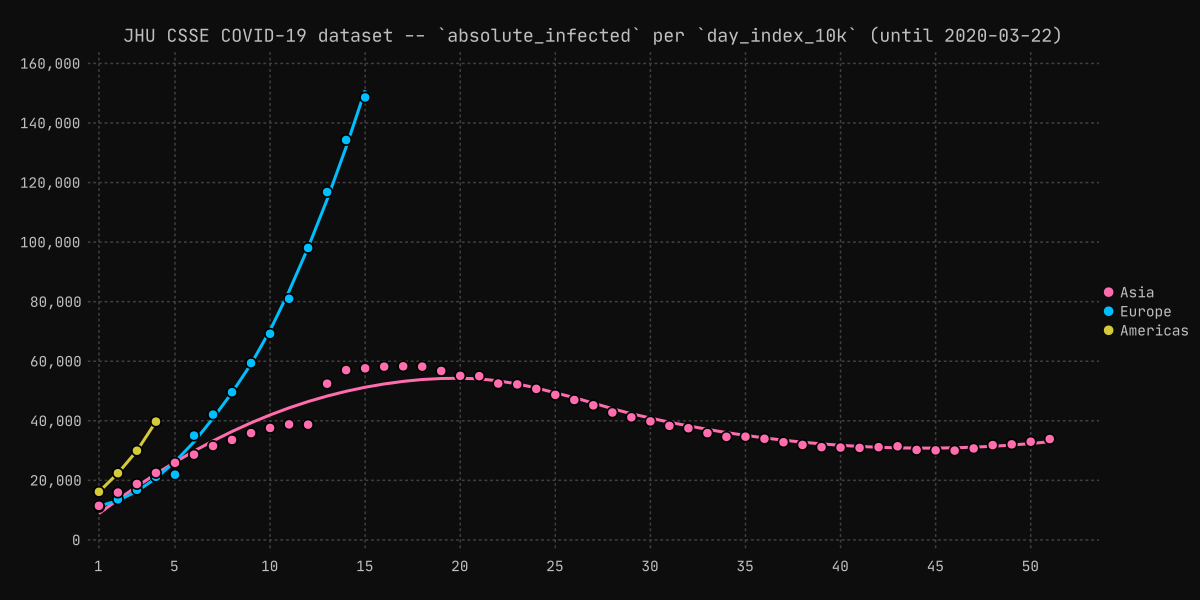 JHU CSSE COVID-19 dataset -- `absolute_infected` per `day_index_10k` (until 2020-03-22)
160,000
140,000
120,000
100,000
80,000
60,000
40,000
20,000
0
1 5 10 15 20 25 30 35 40 45 50
Asia
Europe
Americas